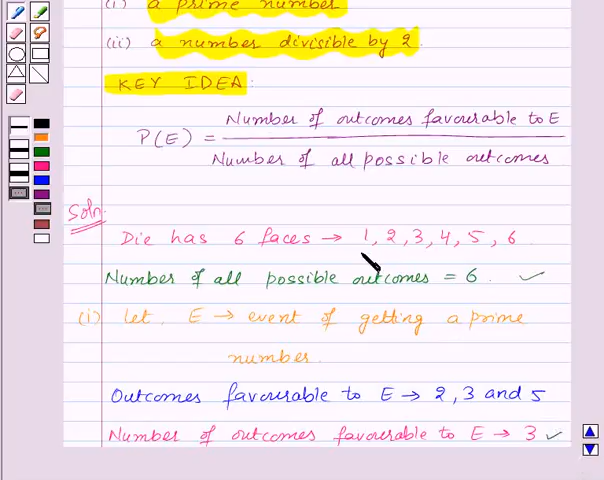 (i) a prime number
(ii) a number divisible by 2.
KEY IDEA:
P(E) = Number of outcomes favourable to E / Number of all possible outcomes
Soln:
Die has 6 faces → 1, 2, 3, 4, 5, 6
Number of all possible outcomes = 6. ✓
(i) Let E → event of getting a prime
number.
Outcomes favourable to E → 2, 3 and 5
Number of outcomes favourable to E → 3 ✓